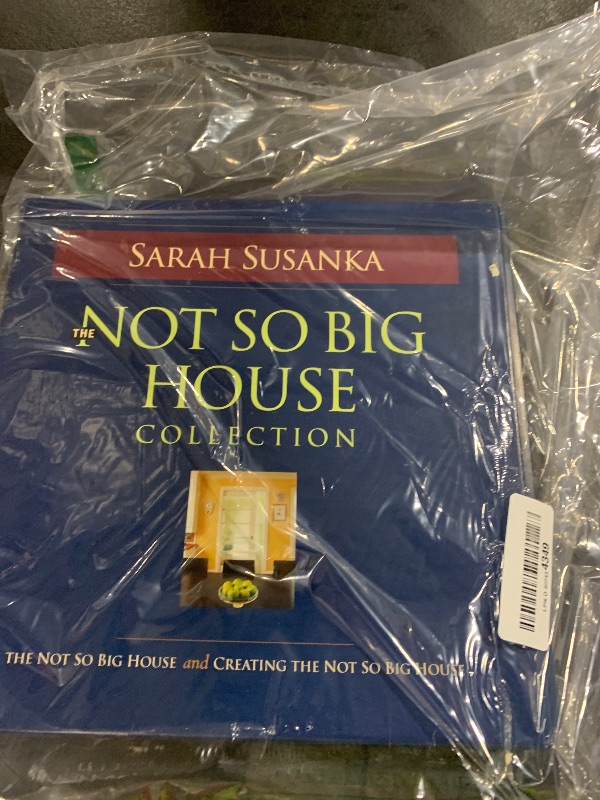 SARAH SUSANKA
THE NOT SO BIG
HOUSE
COLLECTION
4349
THE NOT SO BIG HOUSE and CREATING THE NOT SO BIG HOUSE